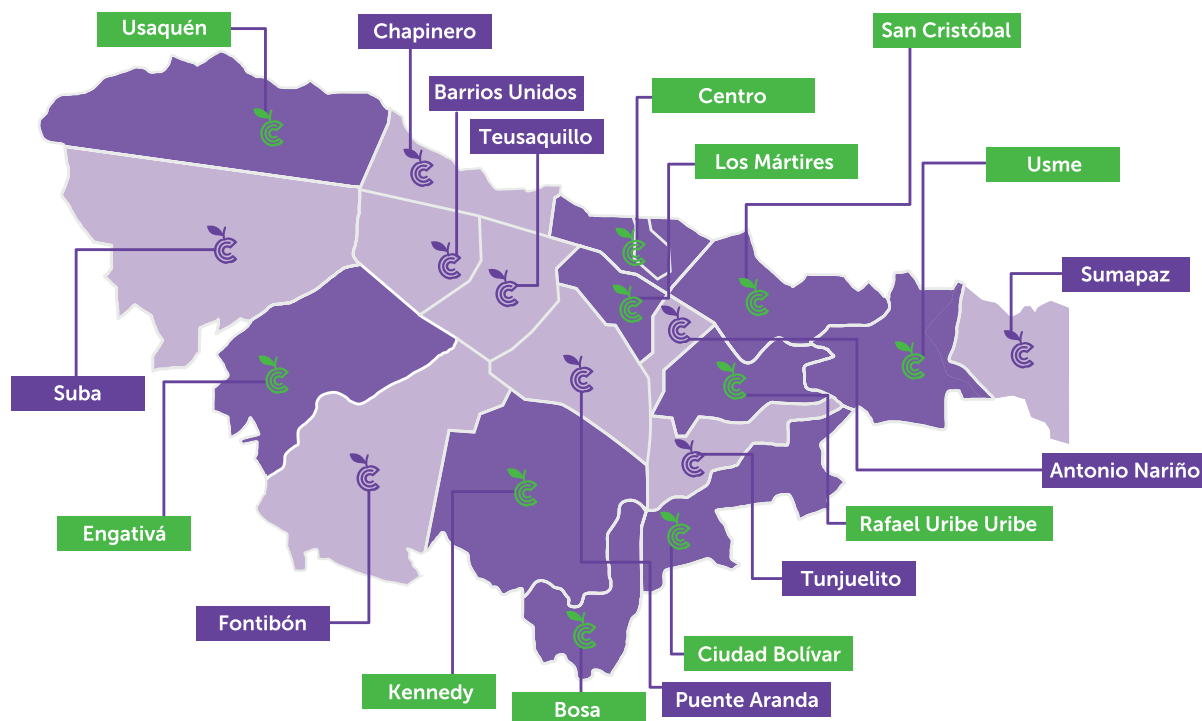 Usaquén
Chapinero
San Cristóbal
Barrios Unidos
Centro
Teusaquillo
Los Mártires
Usme
Sumapaz
Suba
Antonio Nariño
Engativá
Rafael Uribe Uribe
Tunjuelito
Fontibón
Ciudad Bolívar
Kennedy
Puente Aranda
Bosa